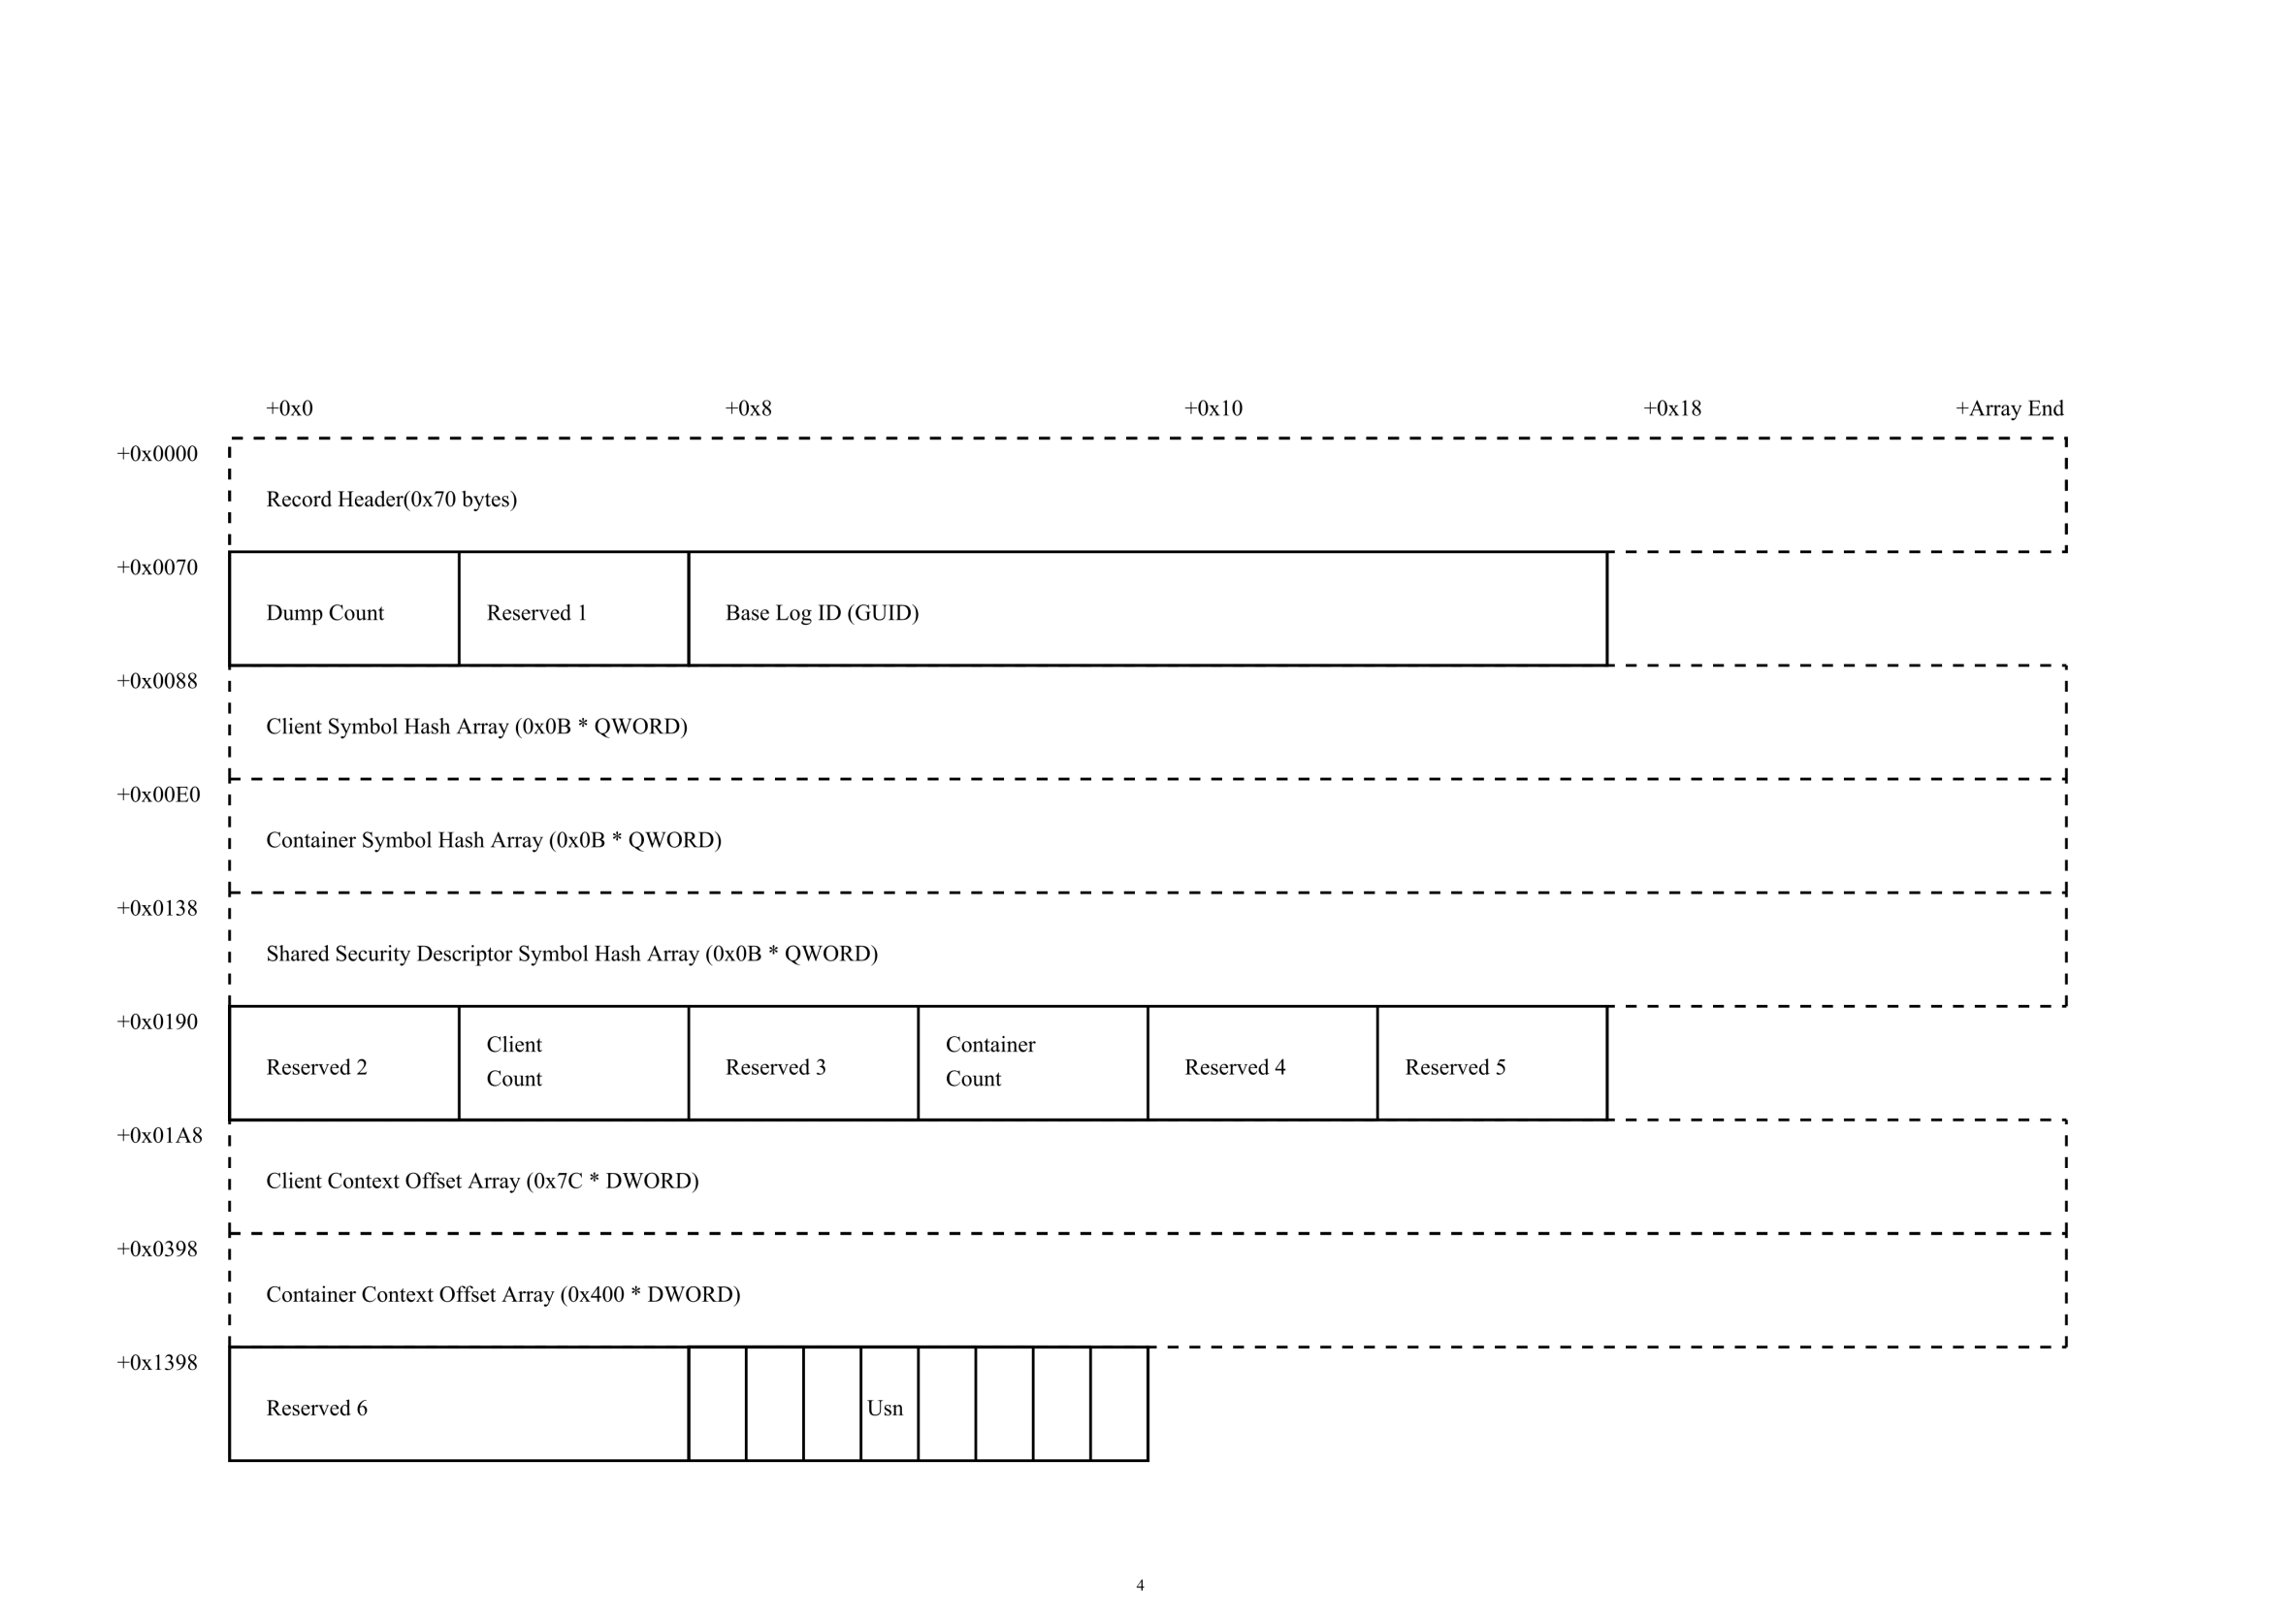 +0x0 +0x8 +0x10 +0x18 +Array End
+0x0000
Record Header(0x70 bytes)
+0x0070
Dump Count Reserved 1 Base Log ID (GUID)
+0x0088
Client Symbol Hash Array (0x0B * QWORD)
+0x00E0
Container Symbol Hash Array (0x0B * QWORD)
+0x0138
Shared Security Descriptor Symbol Hash Array (0x0B * QWORD)
+0x0190
Reserved 2
Client
Count
Reserved 3
Container
Count
Reserved 4
Reserved 5
+0x01A8
Client Context Offset Array (0x7C * DWORD)
+0x0398
Container Context Offset Array (0x400 * DWORD)
+0x1398
Reserved 6 Usn
4